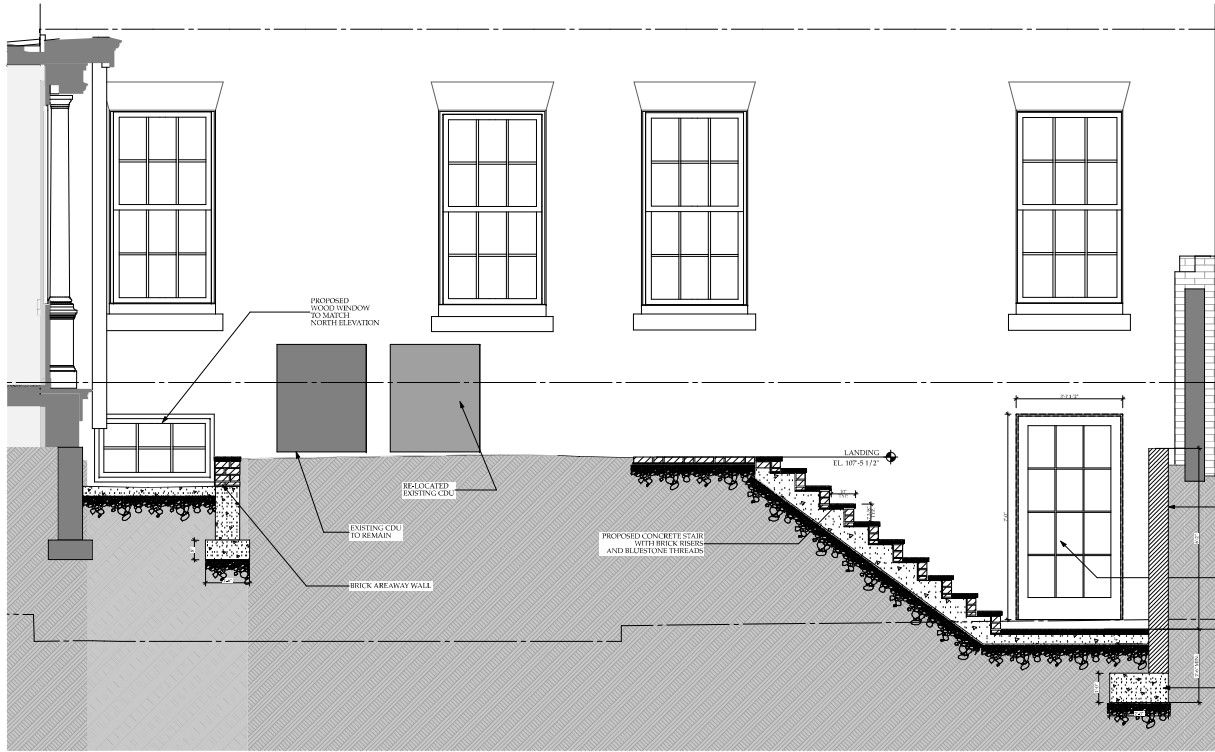 PROPOSED
WOOD WINDOW
TO MATCH
NORTH ELEVATION
LANDING
EL. 107'-5 1/2"
RE-LOCATED
EXISTING CDU
EXISTING CDU
TO REMAIN
PROPOSED CONCRETE STAIR
WITH BRICK RISERS
AND BLUESTONE THREADS
BRICK AREAWAY WALL